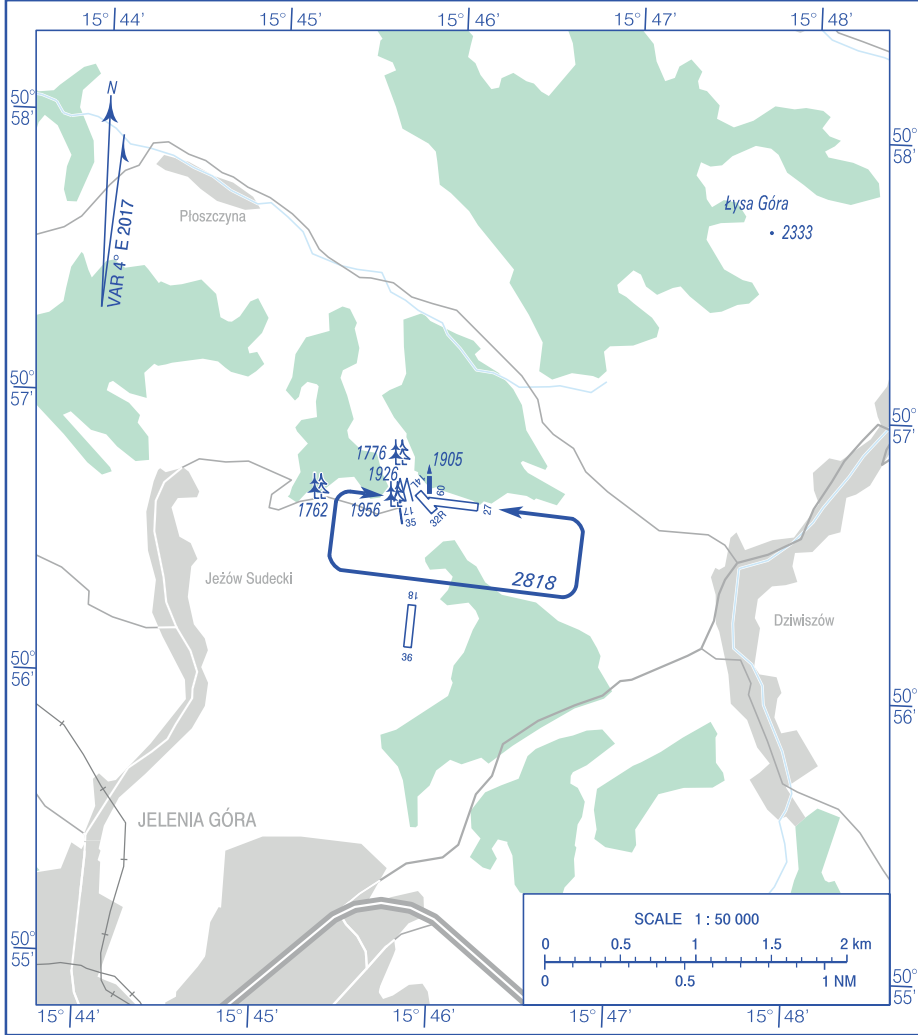 15° 44' 15° 45' 15° 46' 15° 47' 15° 48'
50° 58'
50° 58'
N
VAR 4° E 2017
Płoszczyna
Łysa Góra
2333
50° 57'
50° 57'
1776
1905
1926
1762
1956
14L
09
17
35
32R
27
2818
Jeżów Sudecki
18
36
Dziwiszów
50° 56'
50° 56'
JELENIA GÓRA
SCALE 1 : 50 000
0 0.5 1 1.5 2 km
0 0.5 1 NM
50° 55'
50° 55'
15° 44' 15° 45' 15° 46' 15° 47' 15° 48'